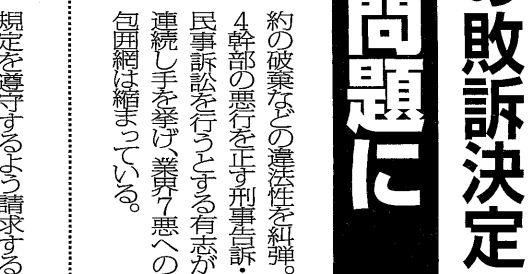 の敗訴決定
問題に
約の破棄などの違法性を糾弾。
4幹部の悪行を正す刑事告訴・
民事訴訟を行うとする有志が
連続し手を挙げ、業界7悪への
包囲網は縮まっている。
規定を遵守するよう請求する